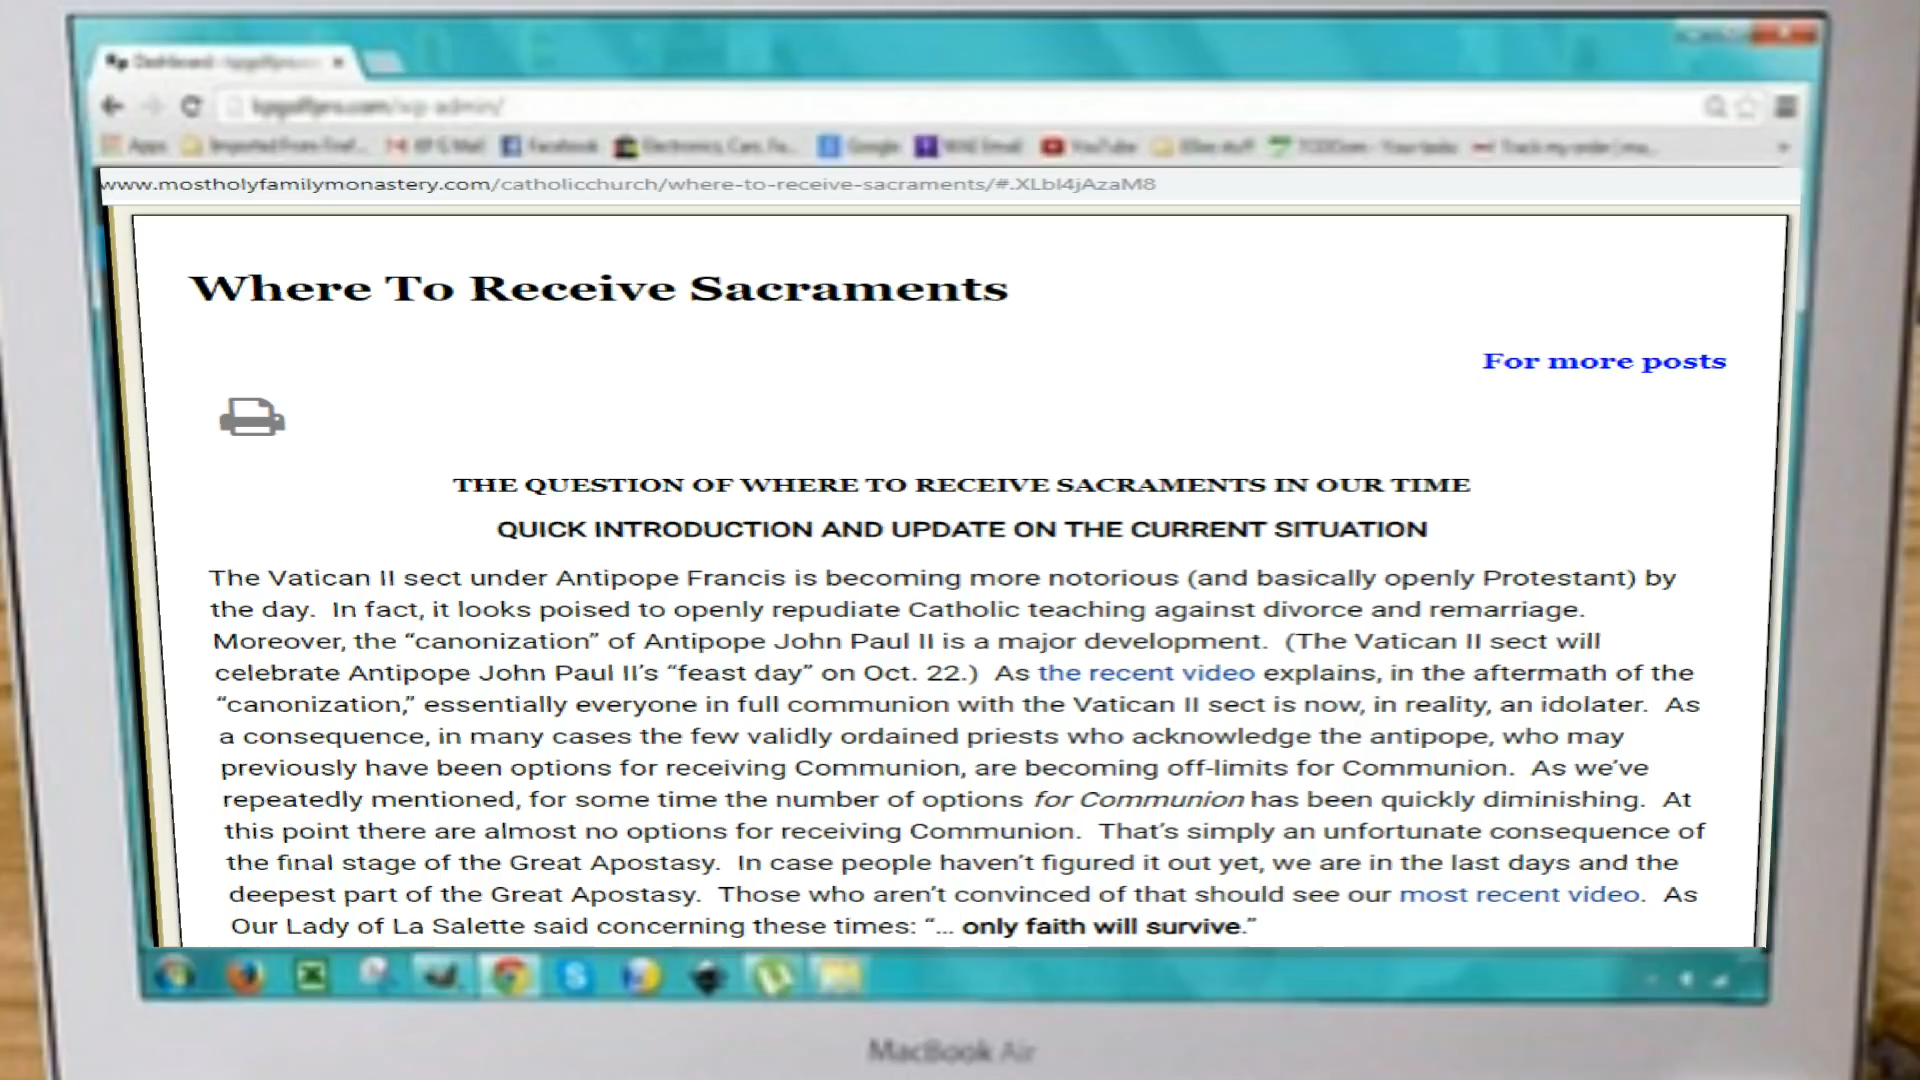 www.mostholyfamilymonastery.com/catholicchurch/where-to-receive-sacraments/#.XLbI4jAzaM8
Where To Receive Sacraments
For more posts
THE QUESTION OF WHERE TO RECEIVE SACRAMENTS IN OUR TIME
QUICK INTRODUCTION AND UPDATE ON THE CURRENT SITUATION
The Vatican II sect under Antipope Francis is becoming more notorious (and basically openly Protestant) by
the day. In fact, it looks poised to openly repudiate Catholic teaching against divorce and remarriage.
Moreover, the “canonization” of Antipope John Paul II is a major development. (The Vatican II sect will
celebrate Antipope John Paul II’s “feast day” on Oct. 22.) As the recent video explains, in the aftermath of the
“canonization,” essentially everyone in full communion with the Vatican II sect is now, in reality, an idolater. As
a consequence, in many cases the few validly ordained priests who acknowledge the antipope, who may
previously have been options for receiving Communion, are becoming off-limits for Communion. As we’ve
repeatedly mentioned, for some time the number of options for Communion has been quickly diminishing. At
this point there are almost no options for receiving Communion. That’s simply an unfortunate consequence of
the final stage of the Great Apostasy. In case people haven’t figured it out yet, we are in the last days and the
deepest part of the Great Apostasy. Those who aren’t convinced of that should see our most recent video. As
Our Lady of La Salette said concerning these times: “... only faith will survive.”
Apps Facebook Google YouTube
MacBook Air